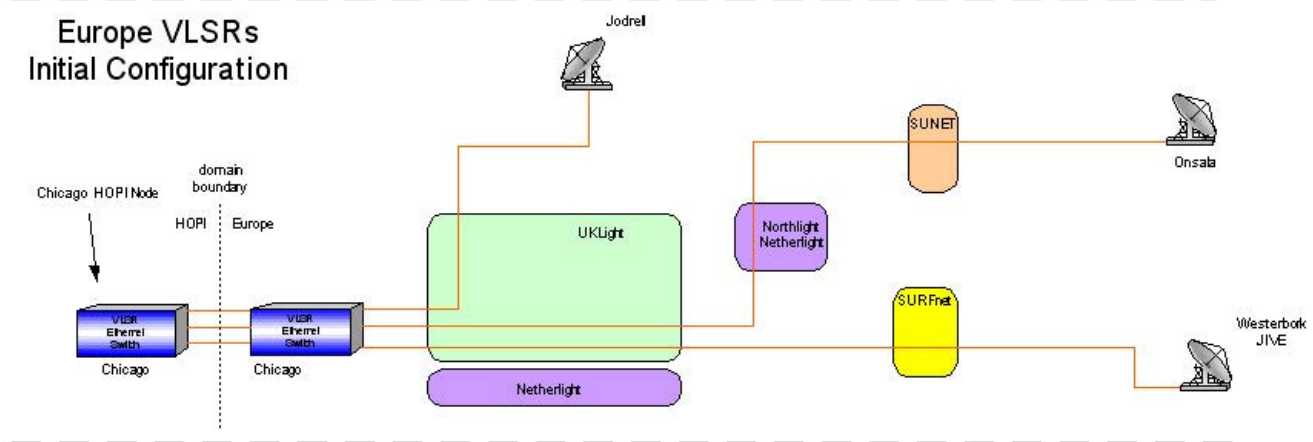 Europe VLSRs
Initial Configuration
Jodrell
SUNET
Onsala
domain
boundary
Chicago HOPI Node
HOPI
Europe
UKLight
Northlight
Netherlight
SURFnet
Westerbork
JIVE
VLSR
Ethernet
Switch
Chicago
VLSR
Ethernet
Switch
Chicago
Netherlight